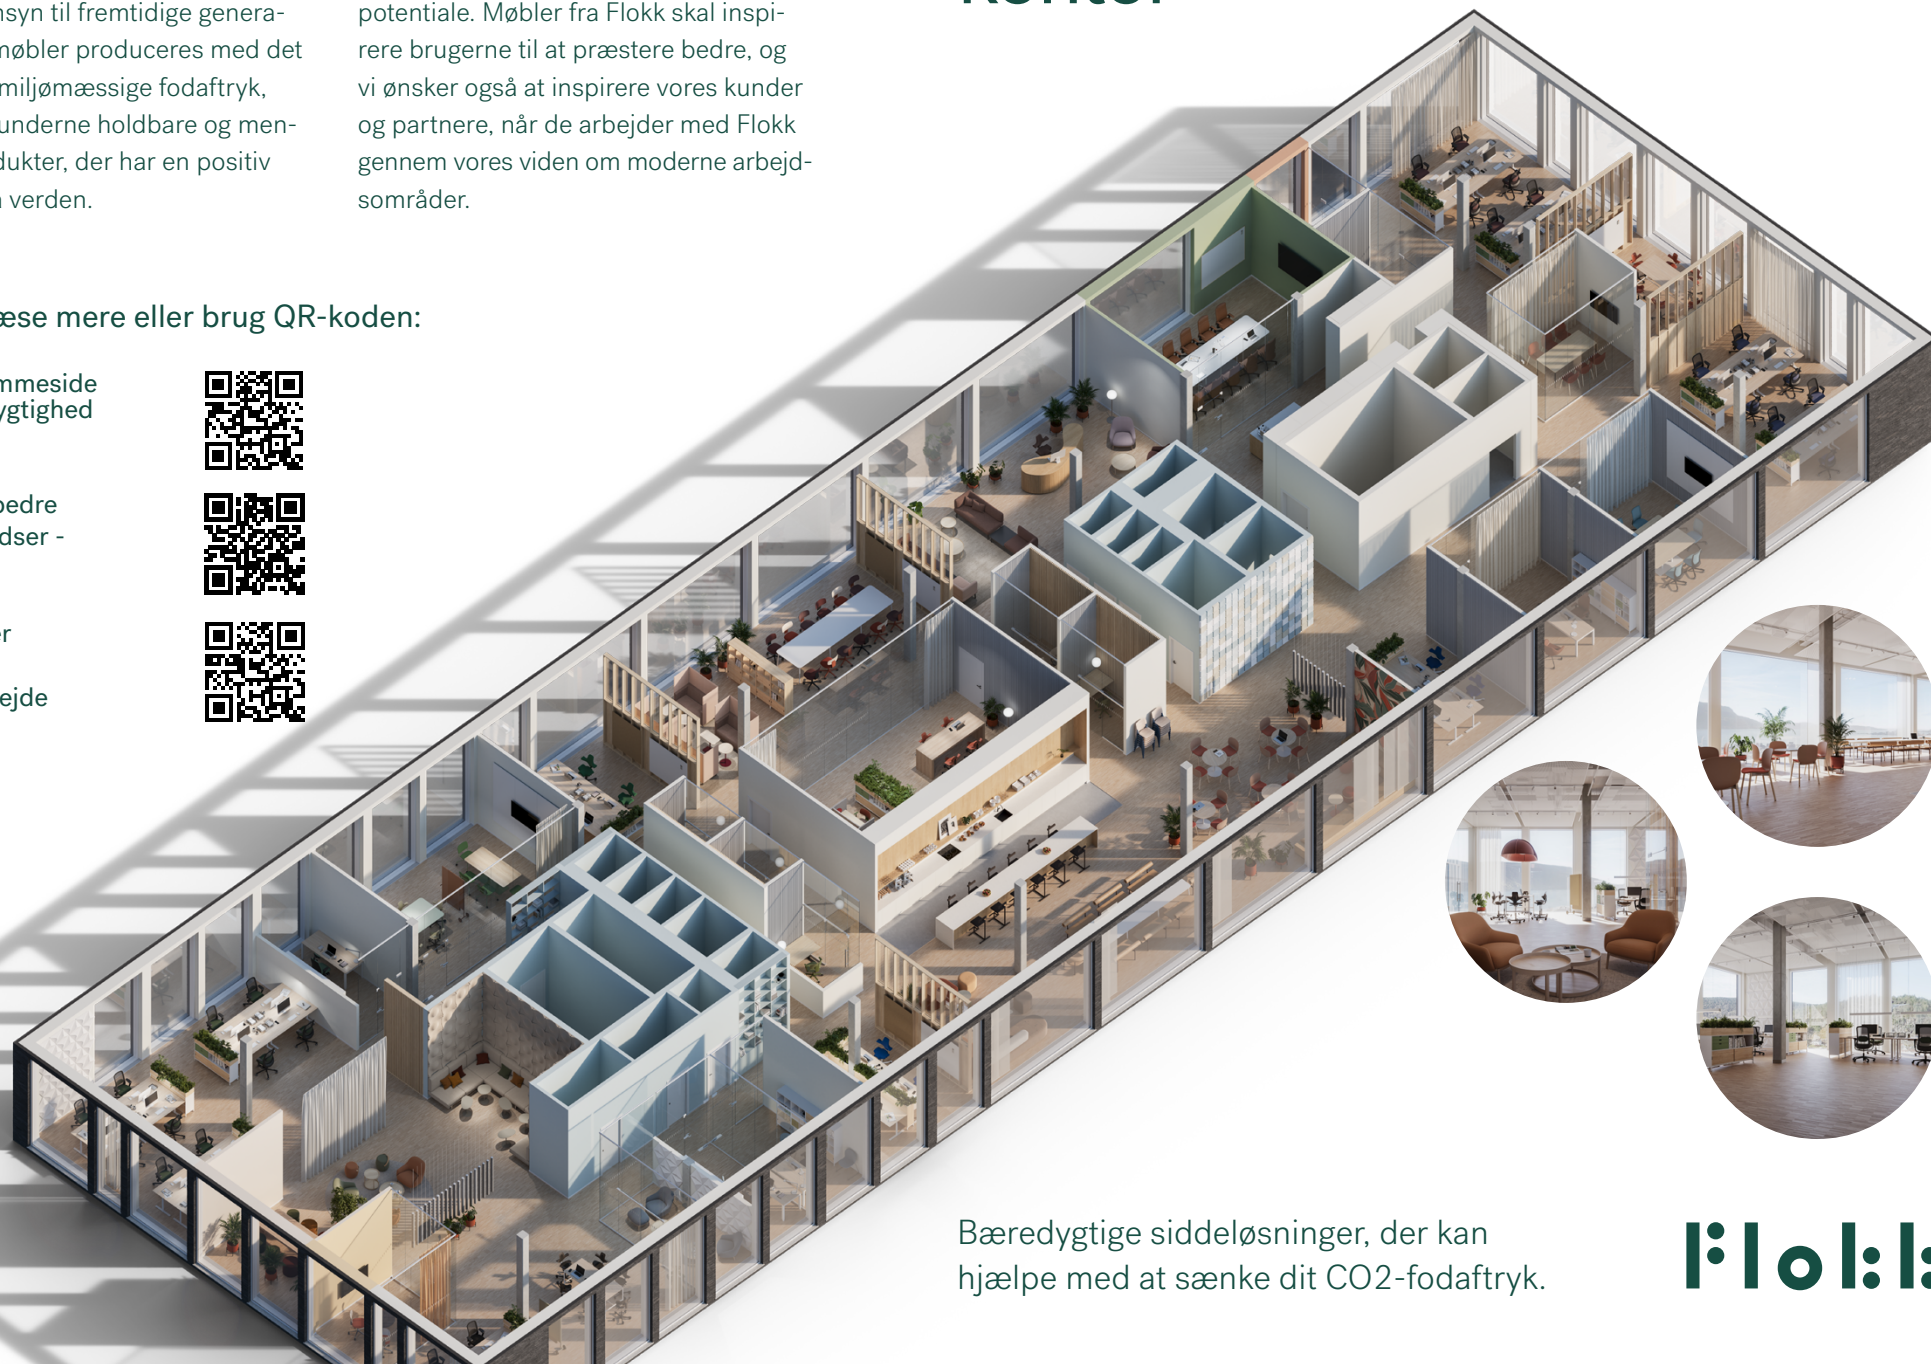 nsyn til fremtidige genera-
møbler produceres med det
miljømæssige fodaftryk,
underne holdbare og men-
dukter, der har en positiv
verden.
potentiale. Møbler fra Flokk skal inspi-
rere brugerne til at præstere bedre, og
vi ønsker også at inspirere vores kunder
og partnere, når de arbejder med Flokk
gennem vores viden om moderne arbejd-
sområder.
æse mere eller brug QR-koden:
mmeside
ygtighed
bedre
dser -
er
ejde
Bæredygtige siddeløsninger, der kan
hjælpe med at sænke dit CO2-fodaftryk.
Flokk